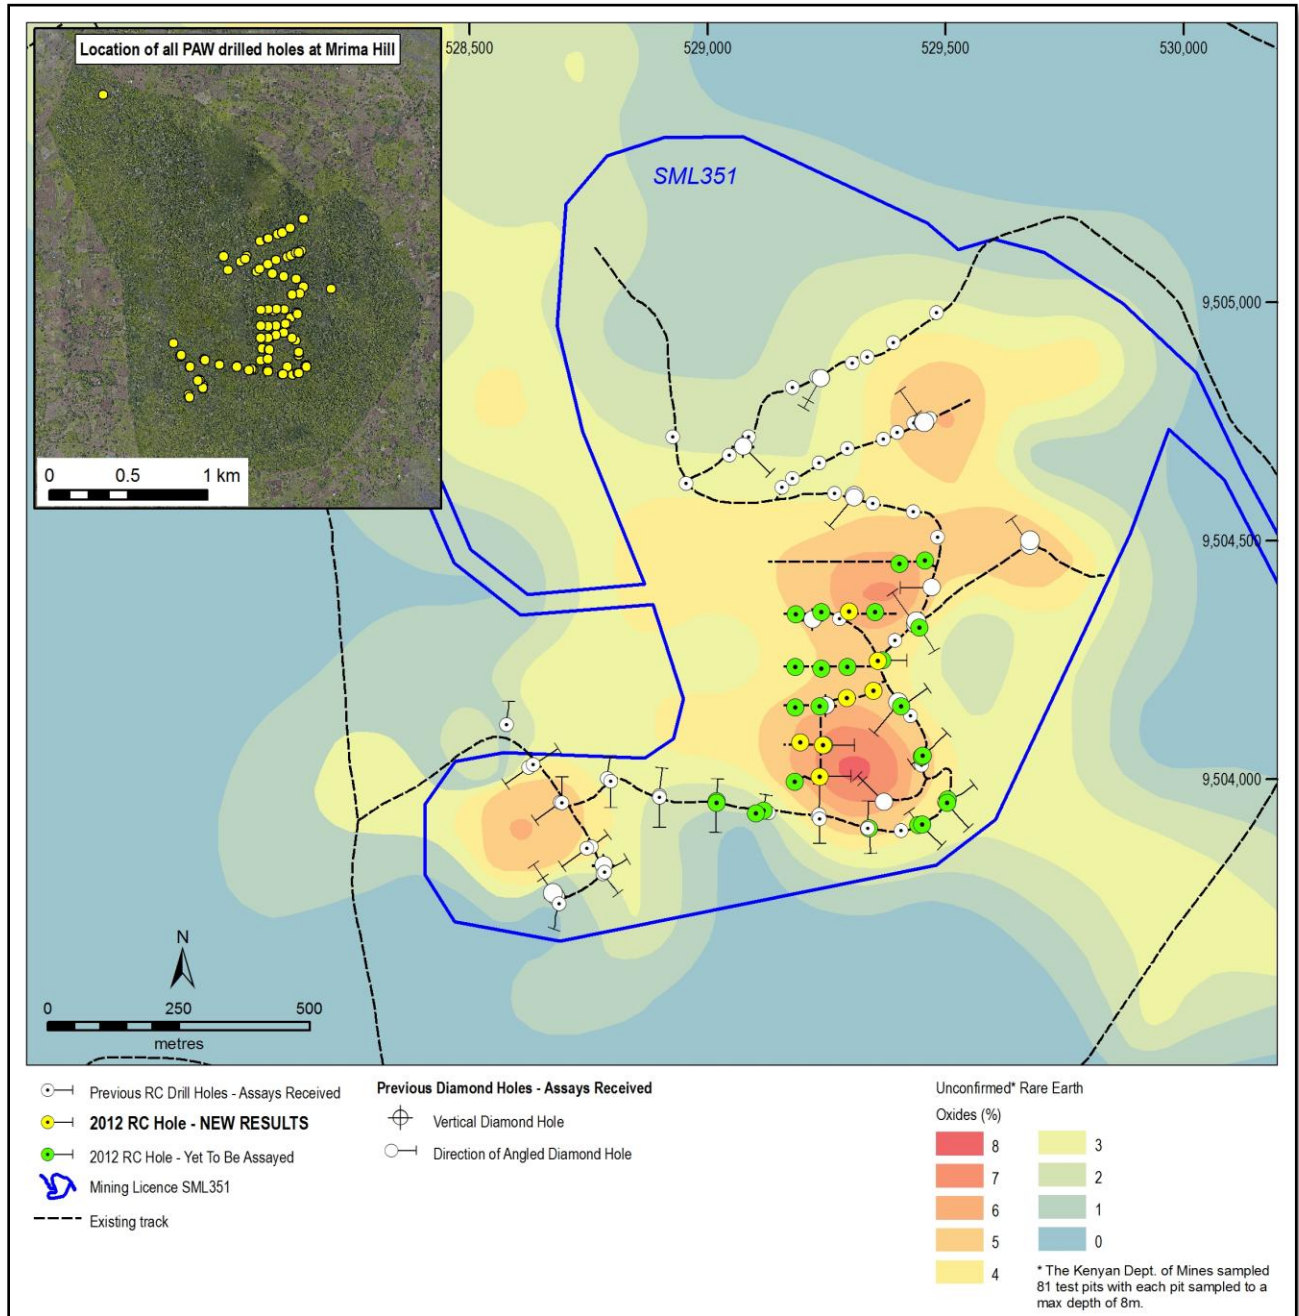 Location of all PAW drilled holes at Mrima Hill
528,500
529,000
529,500
530,000
SML351
9,505,000
9,504,500
9,504,000
0 0.5 1 km
N
0 250 500
metres
Previous RC Drill Holes - Assays Received
2012 RC Hole - NEW RESULTS
2012 RC Hole - Yet To Be Assayed
Mining Licence SML351
Existing track
Previous Diamond Holes - Assays Received
Vertical Diamond Hole
Direction of Angled Diamond Hole
Unconfirmed* Rare Earth
Oxides (%)
8
7
6
5
4
3
2
1
0
* The Kenyan Dept. of Mines sampled
81 test pits with each pit sampled to a
max depth of 8m.